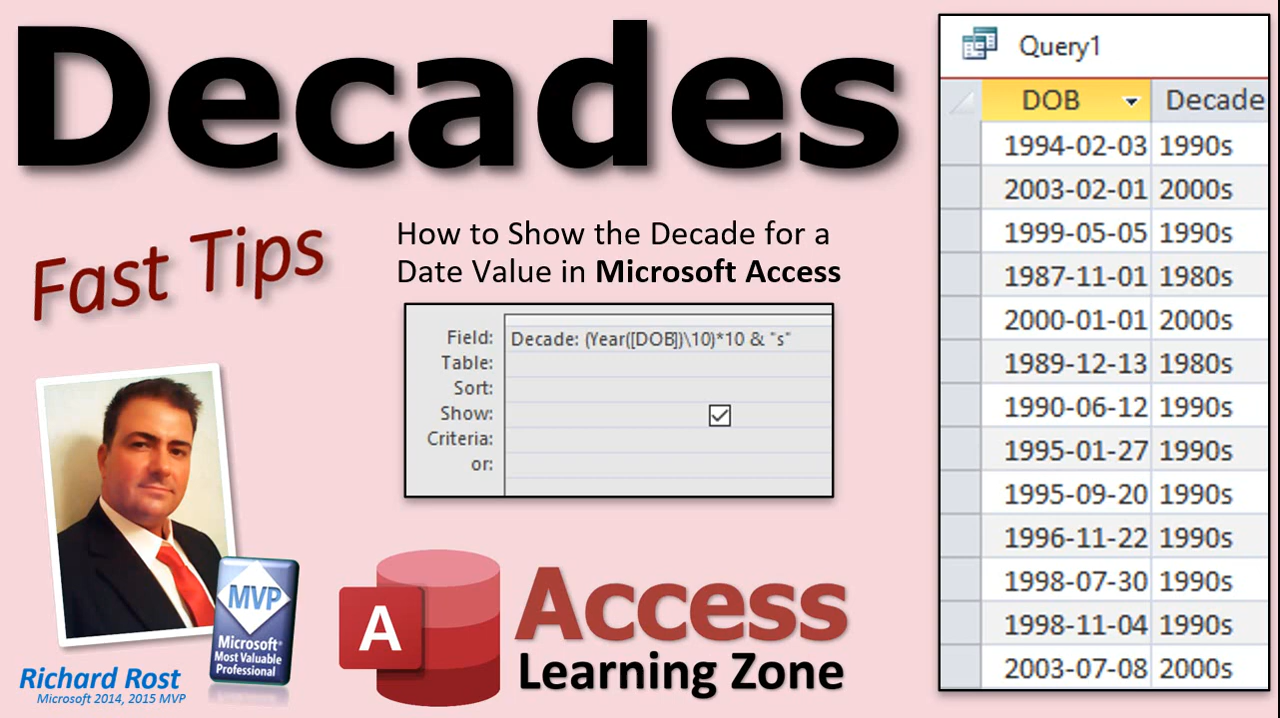 Decades
Fast Tips
How to Show the Decade for a
Date Value in Microsoft Access
Field: Decade: (Year([DOB])\10)*10 & "s"
Table:
Sort:
Show:
Criteria:
or:
MVP
Microsoft®
Most Valuable
Professional
Richard Rost
Microsoft 2014, 2015 MVP
A
Access
Learning Zone
Query1
DOB Decade
1994-02-03 1990s
2003-02-01 2000s
1999-05-05 1990s
1987-11-01 1980s
2000-01-01 2000s
1989-12-13 1980s
1990-06-12 1990s
1995-01-27 1990s
1995-09-20 1990s
1996-11-22 1990s
1998-07-30 1990s
1998-11-04 1990s
2003-07-08 2000s